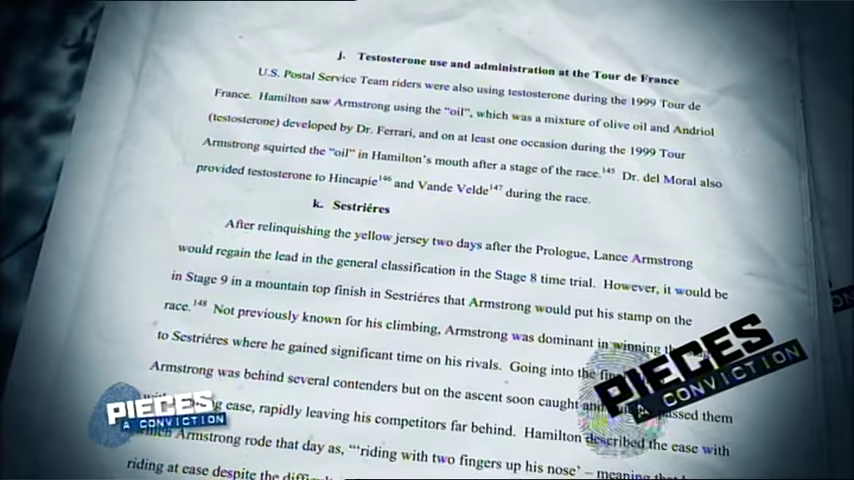 j. Testosterone use and administration at the Tour de France
U.S. Postal Service Team riders were also using testosterone during the 1999 Tour de
France. Hamilton saw Armstrong using the “oil”, which was a mixture of olive oil and Andriol
(testosterone) developed by Dr. Ferrari, and on at least one occasion during the 1999 Tour
Armstrong squirted the “oil” in Hamilton’s mouth after a stage of the race.145 Dr. del Moral also
provided testosterone to Hincapie146 and Vande Velde147 during the race.
k. Sestriéres
After relinquishing the yellow jersey two days after the Prologue, Lance Armstrong
would regain the lead in the general classification in the Stage 8 time trial. However, it would be
in Stage 9 in a mountain top finish in Sestriéres that Armstrong would put his stamp on the
race.148 Not previously known for his climbing, Armstrong was dominant in winning
to Sestriéres where he gained significant time on his rivals. Going into the
Armstrong was behind several contenders but on the ascent soon caught and passed them
ease, rapidly leaving his competitors far behind. Hamilton described the ease with
which Armstrong rode that day as, “‘riding with two fingers up his nose’ – meaning that
riding at ease despite the
PIECES
À CONVICTION
PIECES
À CONVICTION